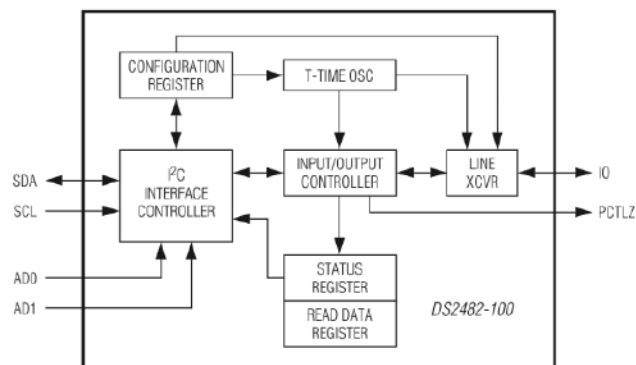 CONFIGURATION
REGISTER
T-TIME OSC
SDA
SCL
AD0
AD1
I²C
INTERFACE
CONTROLLER
INPUT/OUTPUT
CONTROLLER
LINE
XCVR
IO
PCTLZ
STATUS
REGISTER
READ DATA
REGISTER
DS2482-100